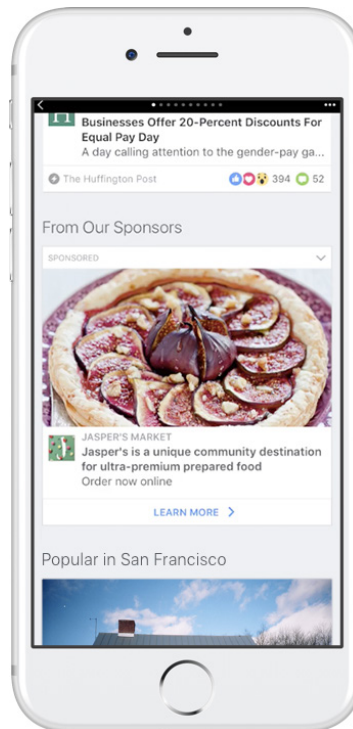 Businesses Offer 20-Percent Discounts For
Equal Pay Day
A day calling attention to the gender-pay ga...
The Huffington Post
394
52
From Our Sponsors
SPONSORED
JASPER'S MARKET
Jasper's is a unique community destination
for ultra-premium prepared food
Order now online
LEARN MORE
Popular in San Francisco